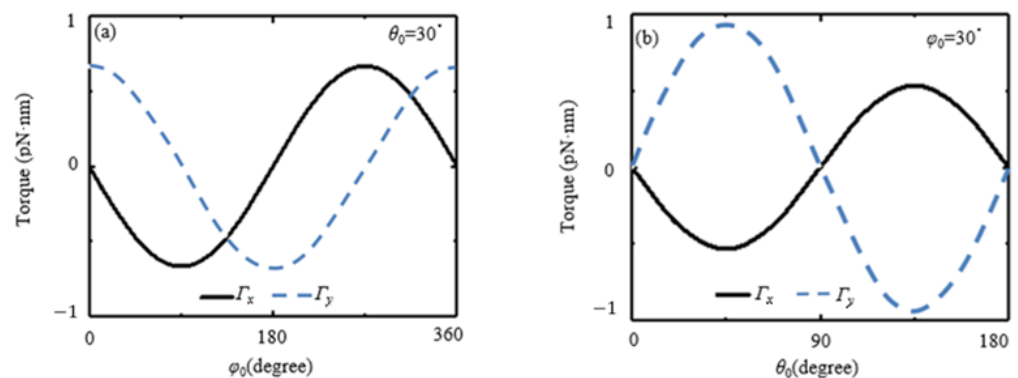 1
(a)
θ₀=30°
Torque (pN·nm)
0
Γx
Γy
−1
0
180
360
φ₀(degree)
1
(b)
φ₀=30°
Torque (pN·nm)
0
Γx
Γy
−1
0
90
180
θ₀(degree)